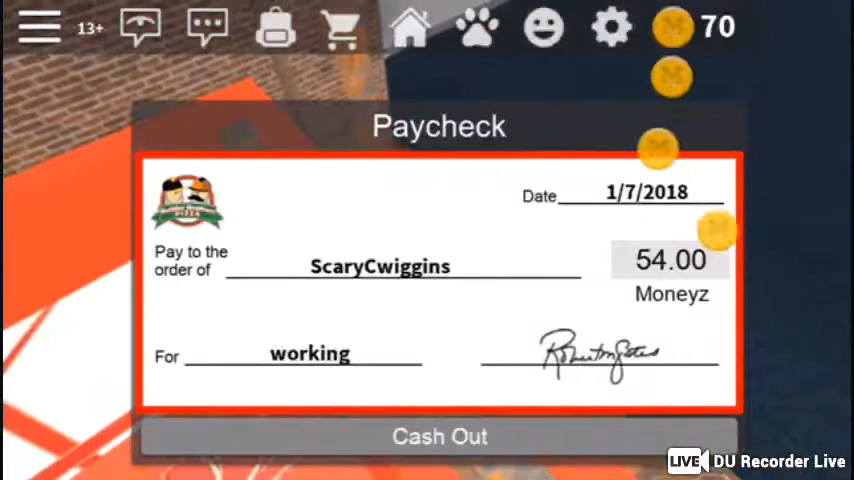 13+
70
Paycheck
PIZZA
Date 1/7/2018
Pay to the
order of ScaryCwiggins
54.00
Moneyz
For working
Cash Out
LIVE DU Recorder Live